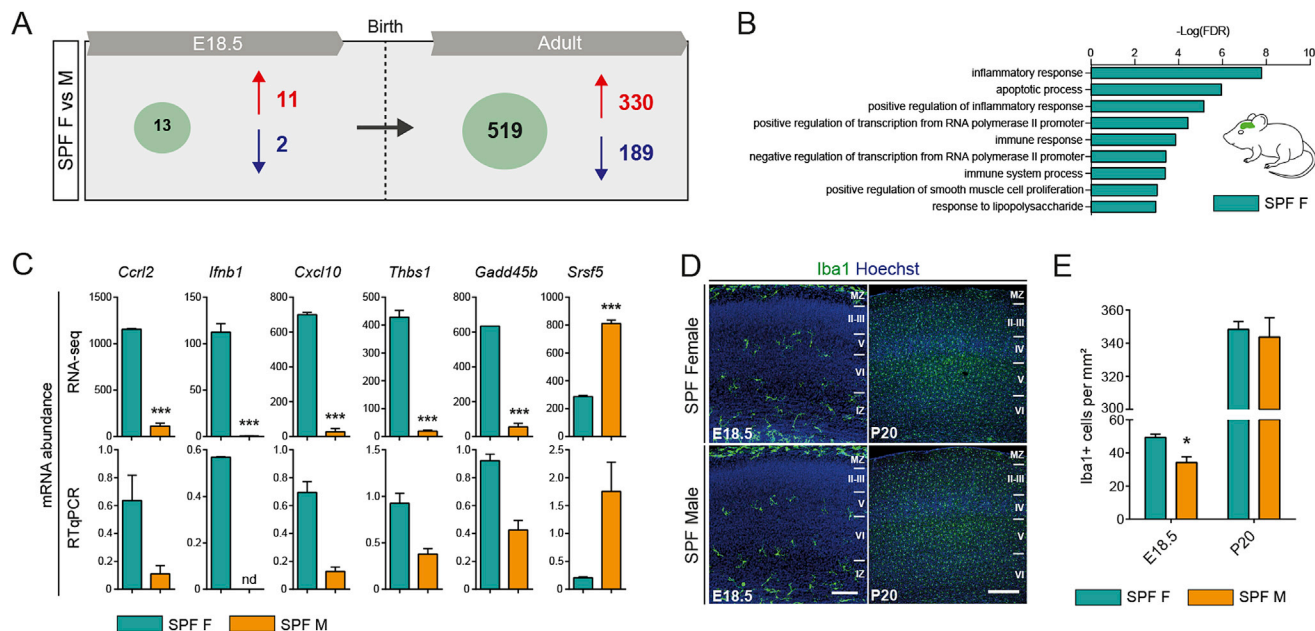 A
SPF F vs M
E18.5
Birth
Adult
13
11
2
519
330
189
B
-Log(FDR)
0 2 4 6 8 10
inflammatory response
apoptotic process
positive regulation of inflammatory response
positive regulation of transcription from RNA polymerase II promoter
immune response
negative regulation of transcription from RNA polymerase II promoter
immune system process
positive regulation of smooth muscle cell proliferation
response to lipopolysaccharide
SPF F
C
Ccrl2 Ifnb1 Cxcl10 Thbs1 Gadd45b Srsf5
mRNA abundance
RNA-seq
1500
1000
500
0
***
150
100
50
0
***
800
600
400
200
0
***
500
400
300
200
100
0
***
800
600
400
200
0
***
1000
800
600
400
200
0
***
RTqPCR
1.0
0.8
0.6
0.4
0.2
0.0
0.6
0.4
0.2
0.0
nd
1.0
0.8
0.6
0.4
0.2
0.0
1.5
1.0
0.5
0.0
1.0
0.8
0.6
0.4
0.2
0.0
2.5
2.0
1.5
1.0
0.5
0.0
SPF F SPF M
D
Iba1 Hoechst
SPF Female
MZ
II-III
V
VI
IZ
E18.5
MZ
II-III
IV
V
VI
P20
SPF Male
MZ
II-III
V
VI
IZ
E18.5
MZ
II-III
IV
V
VI
P20
E
Iba1+ cells per mm²
360
340
320
300
60
40
20
0
*
E18.5
P20
SPF F SPF M